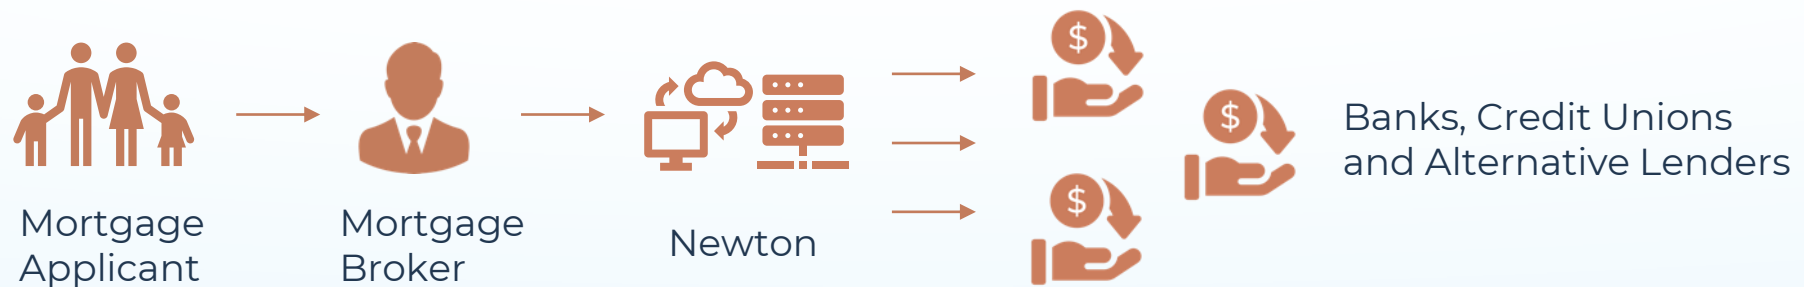 Mortgage
Applicant
Mortgage
Broker
Newton
$
$
$
Banks, Credit Unions
and Alternative Lenders